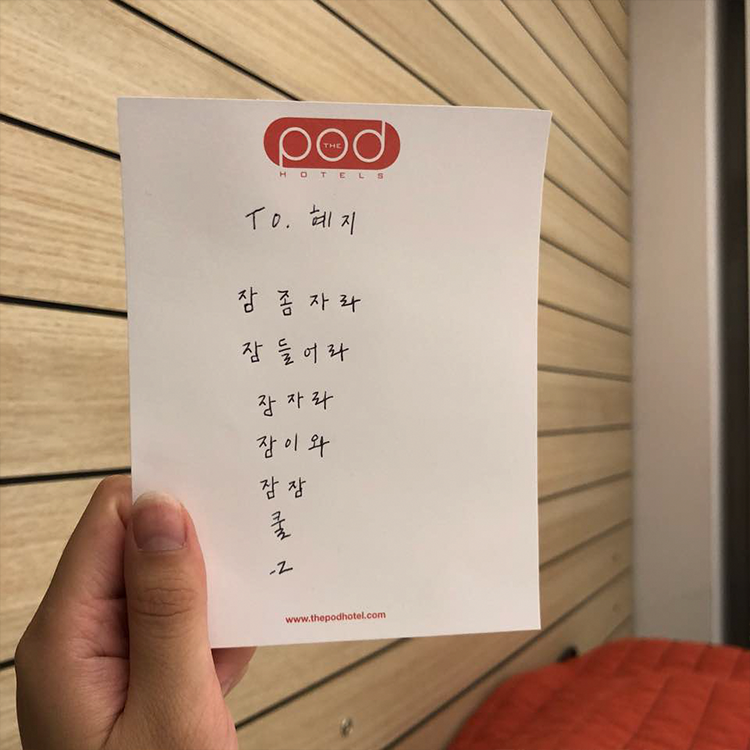 pod
THE
HOTELS
TO. 혜지
잠 좀 자라
잠 들어라
잠 자라
잠이 와
잠 잠
쿨
-z
www.thepodhotel.com